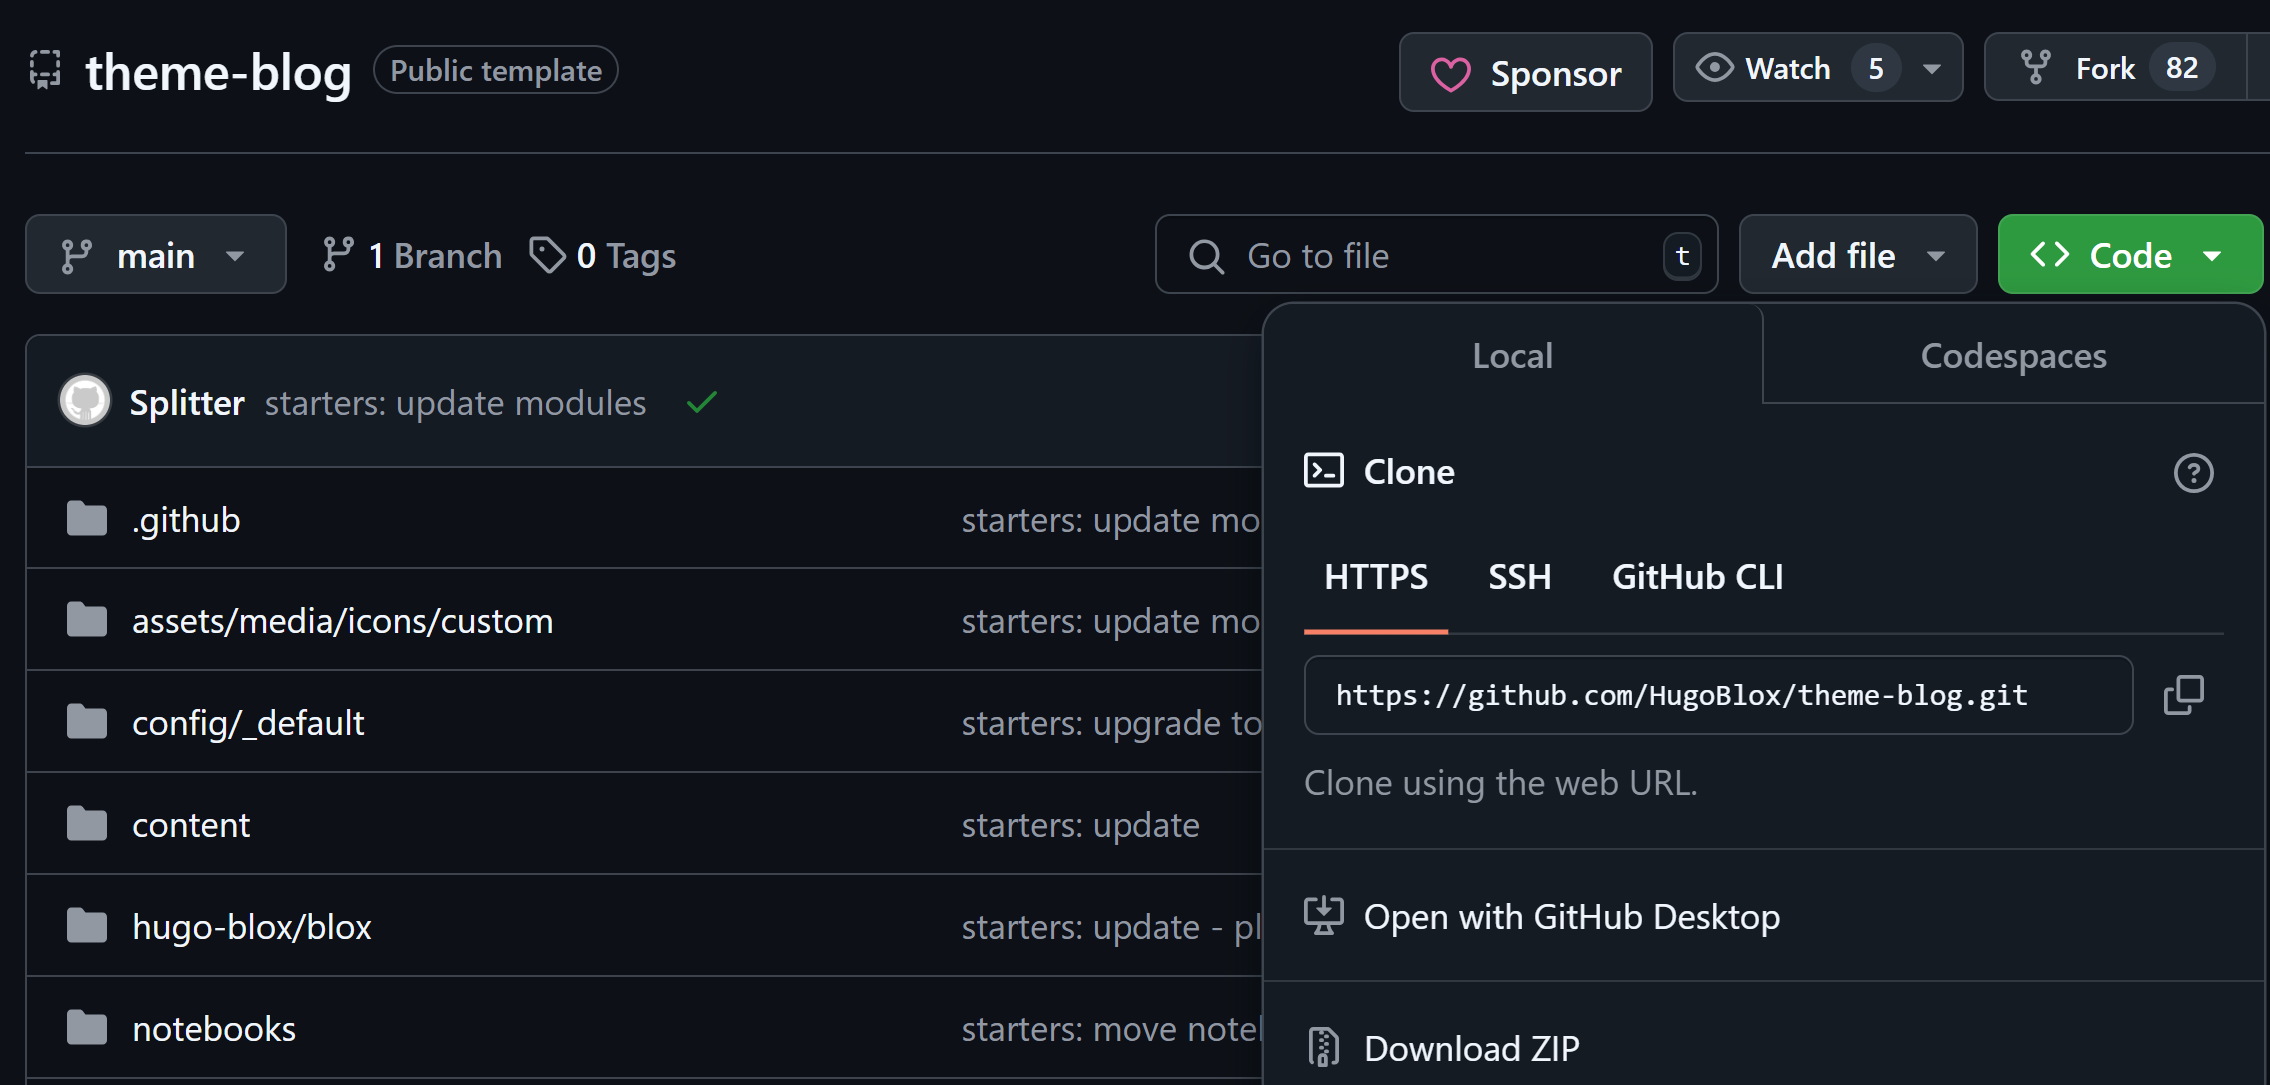 theme-blog Public template Sponsor Watch 5 Fork 82
main 1 Branch 0 Tags Go to file t Add file Code
Local Codespaces
Splitter starters: update modules
Clone
.github starters: update mo
HTTPS SSH GitHub CLI
assets/media/icons/custom starters: update mo
https://github.com/HugoBlox/theme-blog.git
config/_default starters: upgrade to
Clone using the web URL.
content starters: update
Open with GitHub Desktop
hugo-blox/blox starters: update - pl
notebooks starters: move note
Download ZIP